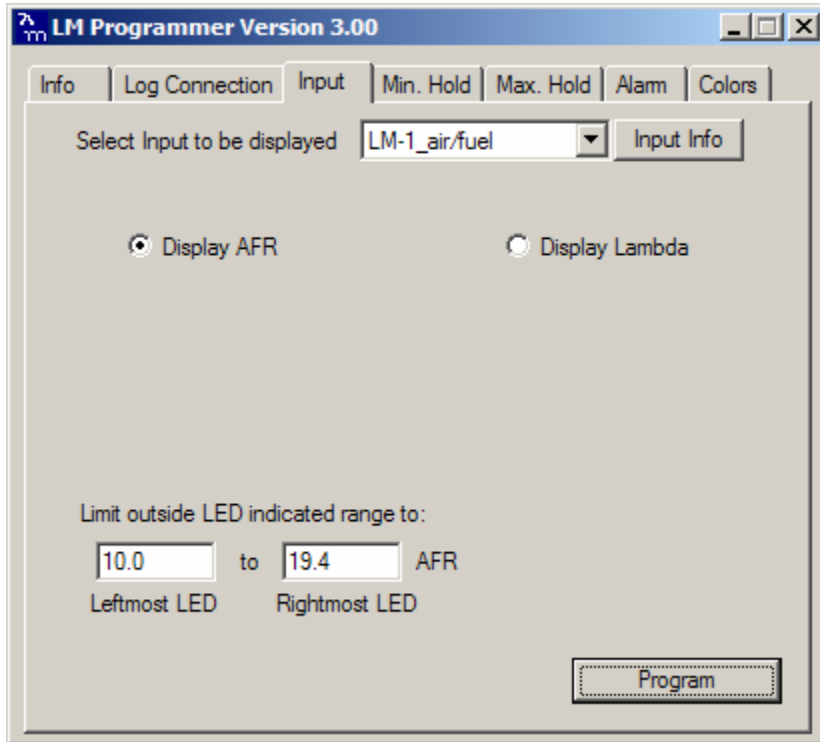 LM Programmer Version 3.00
Info Log Connection Input Min. Hold Max. Hold Alarm Colors
Select Input to be displayed LM-1_air/fuel Input Info
Display AFR Display Lambda
Limit outside LED indicated range to:
10.0 to 19.4 AFR
Leftmost LED Rightmost LED
Program